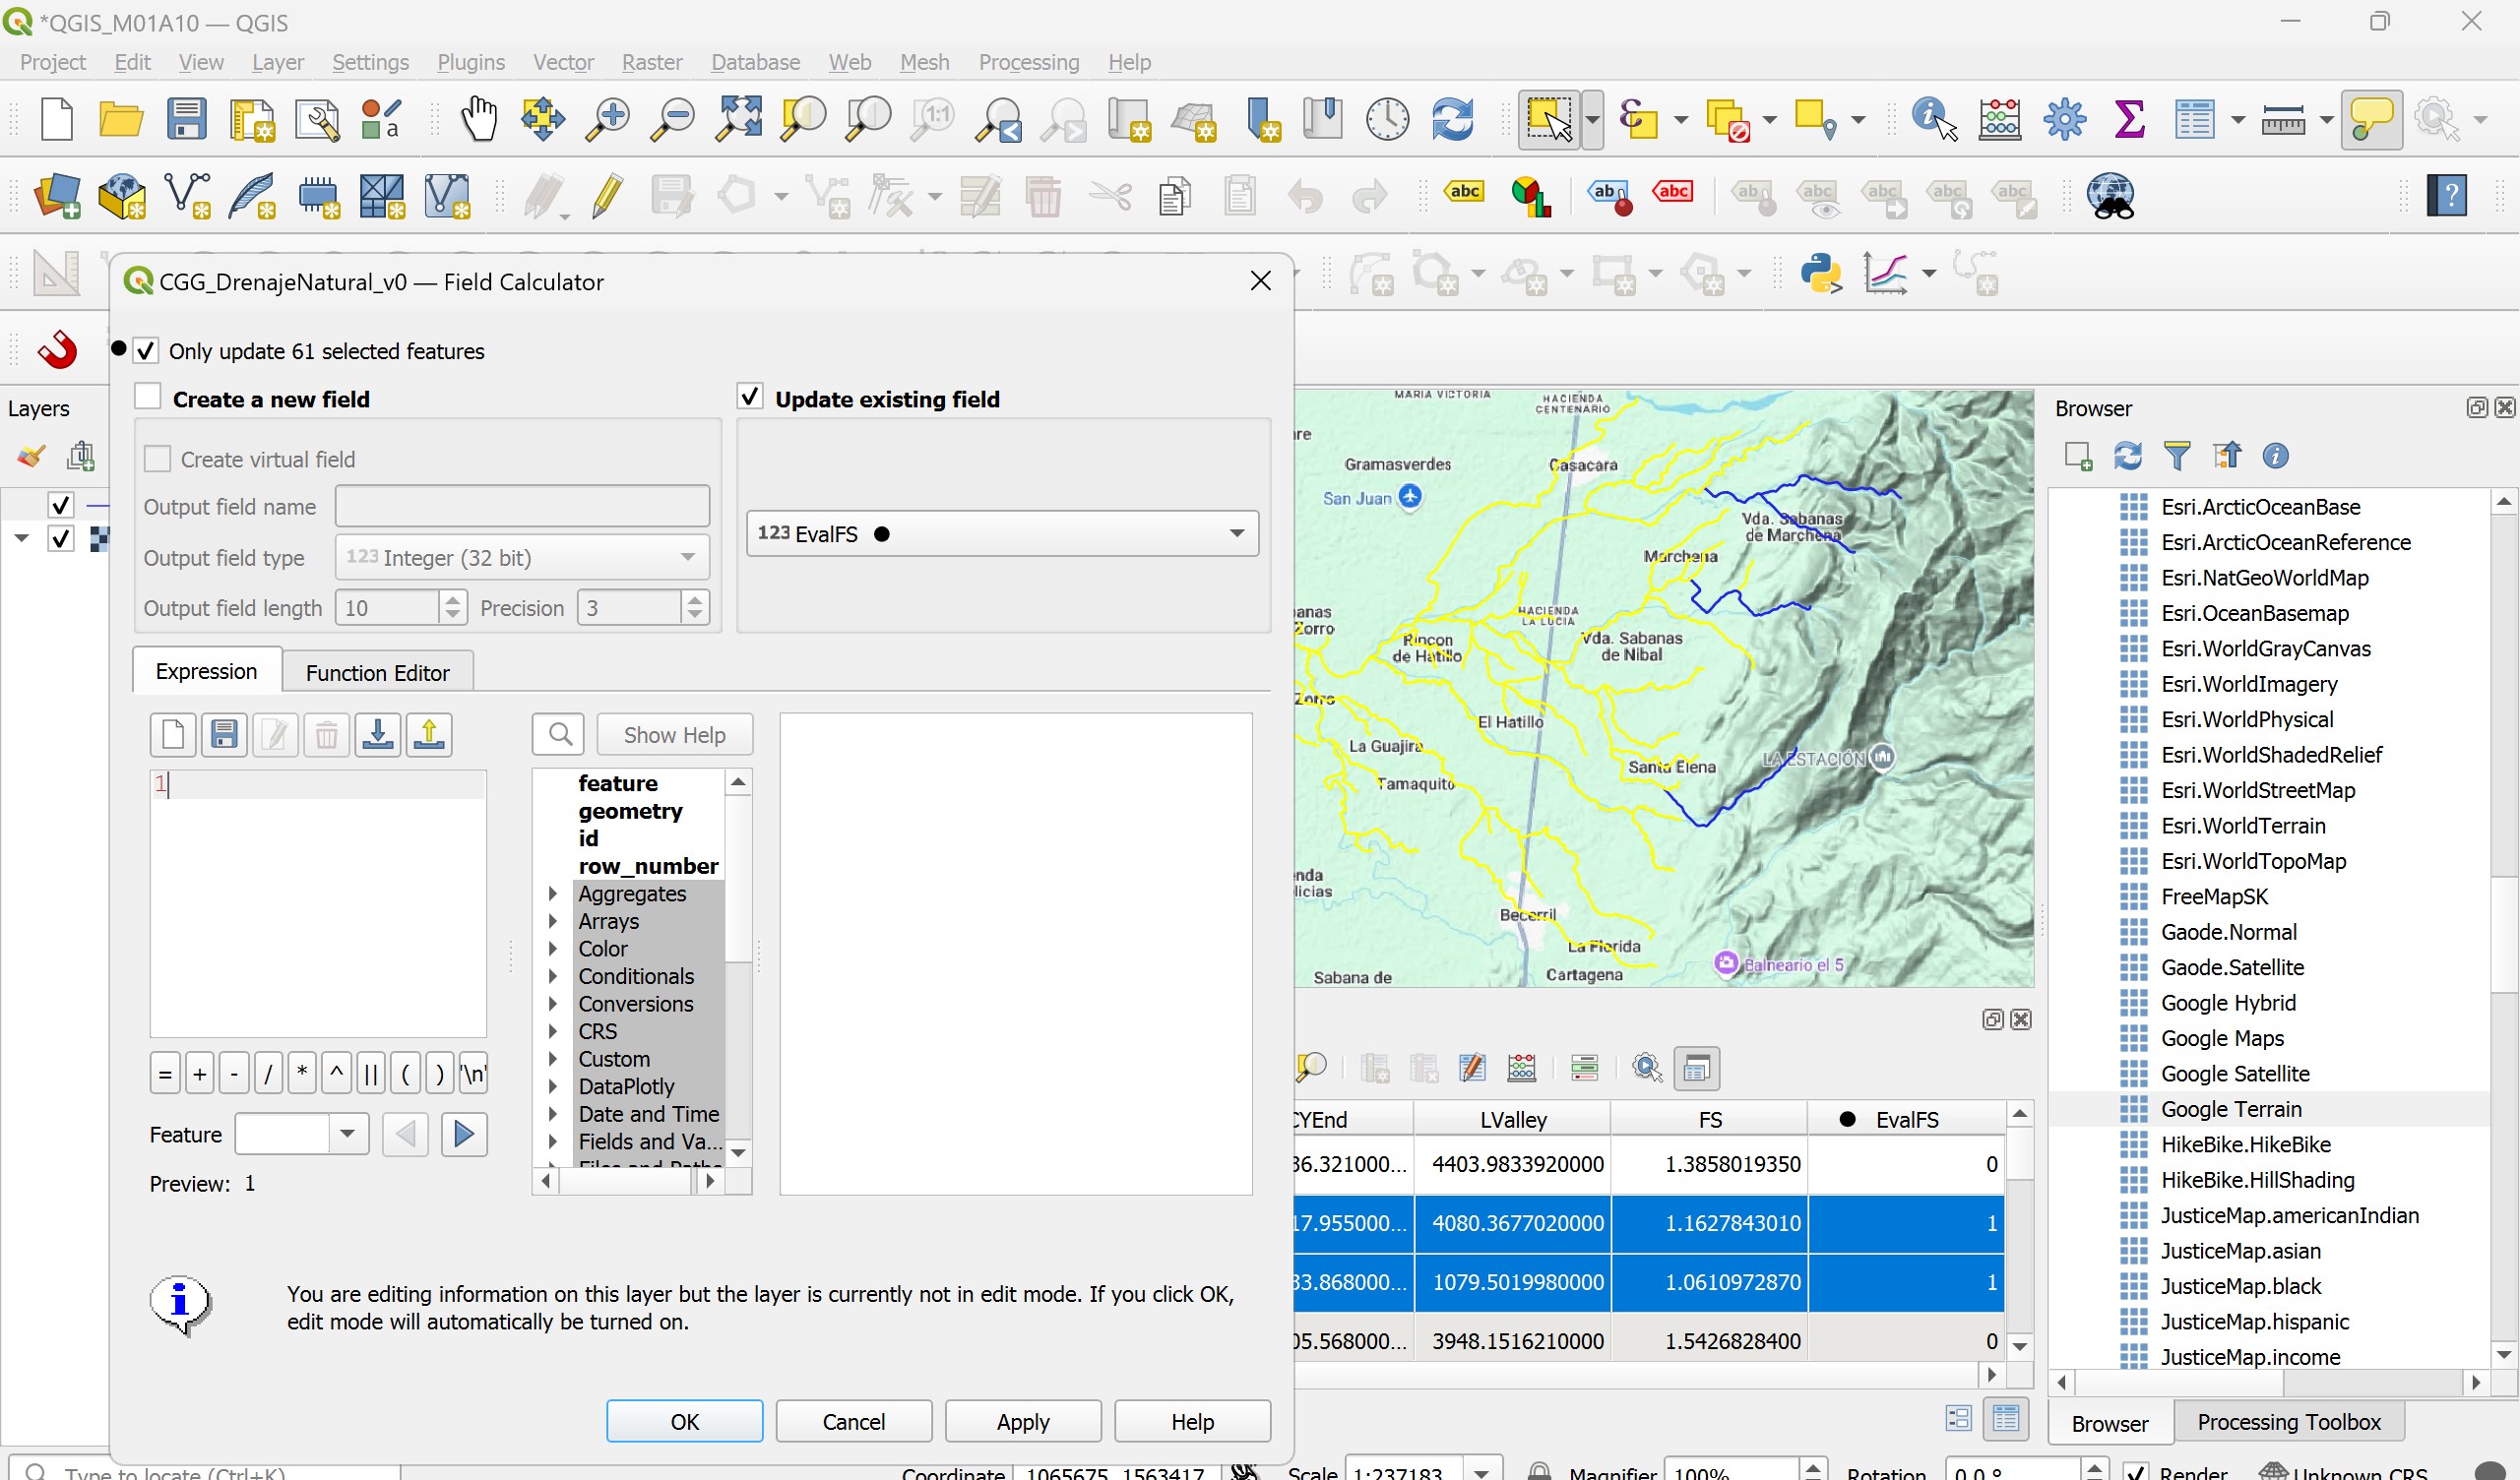 *QGIS_M01A10 — QGIS
Project Edit View Layer Settings Plugins Vector Raster Database Web Mesh Processing Help
CGG_DrenajeNatural_v0 — Field Calculator
Only update 61 selected features
Create a new field
Update existing field
Create virtual field
Output field name
123 EvalFS
Output field type 123 Integer (32 bit)
Output field length 10 Precision 3
Expression Function Editor
Show Help
1
feature
geometry
id
row_number
Aggregates
Arrays
Color
Conditionals
Conversions
CRS
Custom
DataPlotly
Date and Time
Fields and Va...
Files and Paths
= + - / * ^ || ( ) '\n'
Feature
Preview: 1
You are editing information on this layer but the layer is currently not in edit mode. If you click OK,
edit mode will automatically be turned on.
OK Cancel Apply Help
Layers
MARIA VICTORIA
HACIENDA
CENTENARIO
Gramasverdes
Casacara
San Juan
Vda. Sabanas
de Marchena
Marchena
HACIENDA
LA LUCIA
Rincon
de Hatillo
Vda. Sabanas
de Nibal
El Hatillo
La Guajira
LA ESTACIÓN
Santa Elena
Tamaquito
Becerril
La Florida
Balneario el 5
Sabana de
Cartagena
CYEnd LValley FS EvalFS
36.321000... 4403.9833920000 1.3858019350 0
17.955000... 4080.3677020000 1.1627843010 1
33.868000... 1079.5019980000 1.0610972870 1
05.568000... 3948.1516210000 1.5426828400 0
Browser
Esri.ArcticOceanBase
Esri.ArcticOceanReference
Esri.NatGeoWorldMap
Esri.OceanBasemap
Esri.WorldGrayCanvas
Esri.WorldImagery
Esri.WorldPhysical
Esri.WorldShadedRelief
Esri.WorldStreetMap
Esri.WorldTerrain
Esri.WorldTopoMap
FreeMapSK
Gaode.Normal
Gaode.Satellite
Google Hybrid
Google Maps
Google Satellite
Google Terrain
HikeBike.HikeBike
HikeBike.HillShading
JusticeMap.americanIndian
JusticeMap.asian
JusticeMap.black
JusticeMap.hispanic
JusticeMap.income
Browser Processing Toolbox
Type to locate (Ctrl+K) Coordinate 1065675 1563417 Scale 1:237183 Magnifier 100% Rotation 0.0 ° Render Unknown CRS